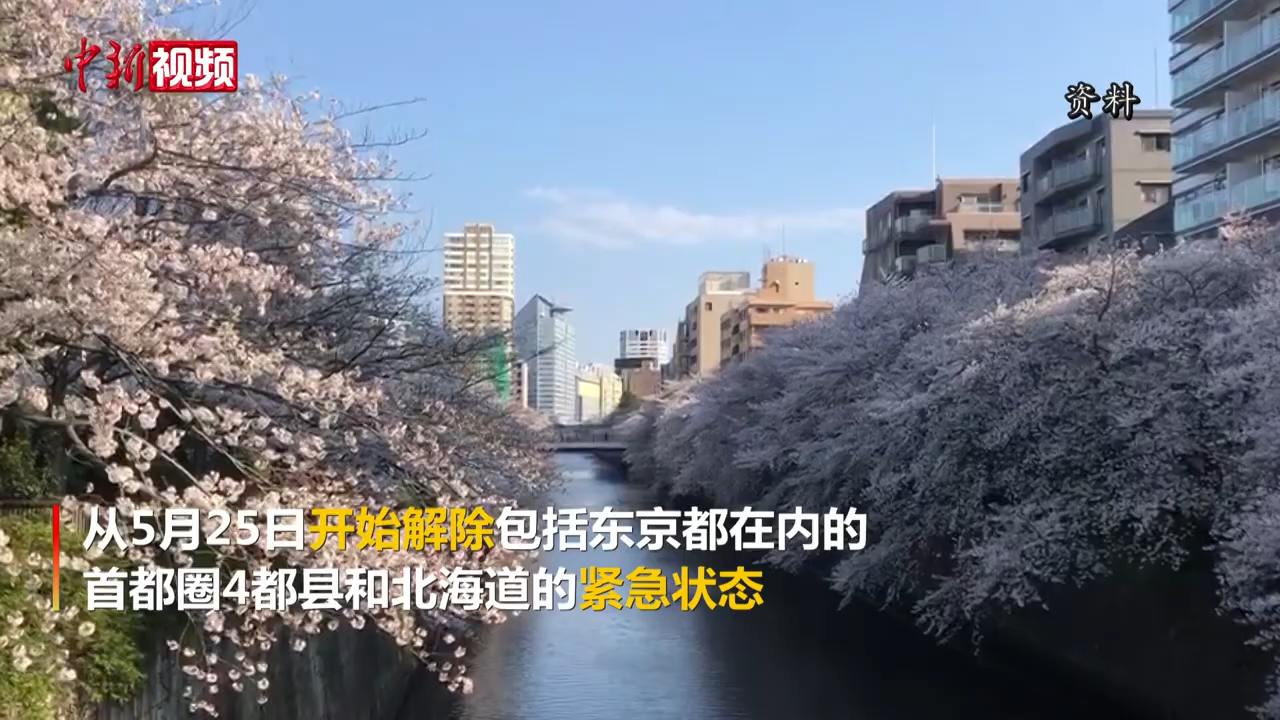 中新视频
资料
从5月25日开始解除包括东京都在内的
首都圈4都县和北海道的紧急状态